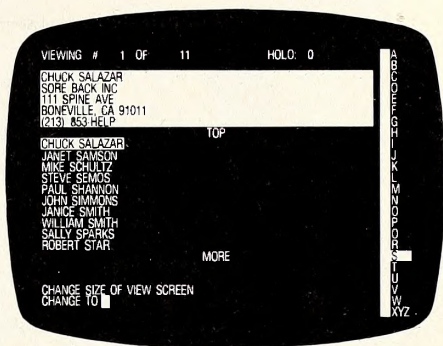 VIEWING # 1 OF 11 HOLD: 0
CHUCK SALAZAR
SORE BACK INC
111 SPINE AVE
BONEVILLE, CA 91011
(213) 853-HELP
TOP
CHUCK SALAZAR
JANET SAMSON
MIKE SCHULTZ
STEVE SEMOS
PAUL SHANNON
JOHN SIMMONS
JANICE SMITH
WILLIAM SMITH
SALLY SPARKS
ROBERT STAR
MORE
CHANGE SIZE OF VIEW SCREEN
CHANGE TO
A
B
C
D
E
F
G
H
I
J
K
L
M
N
O
P
Q
R
S
T
U
V
W
XYZ